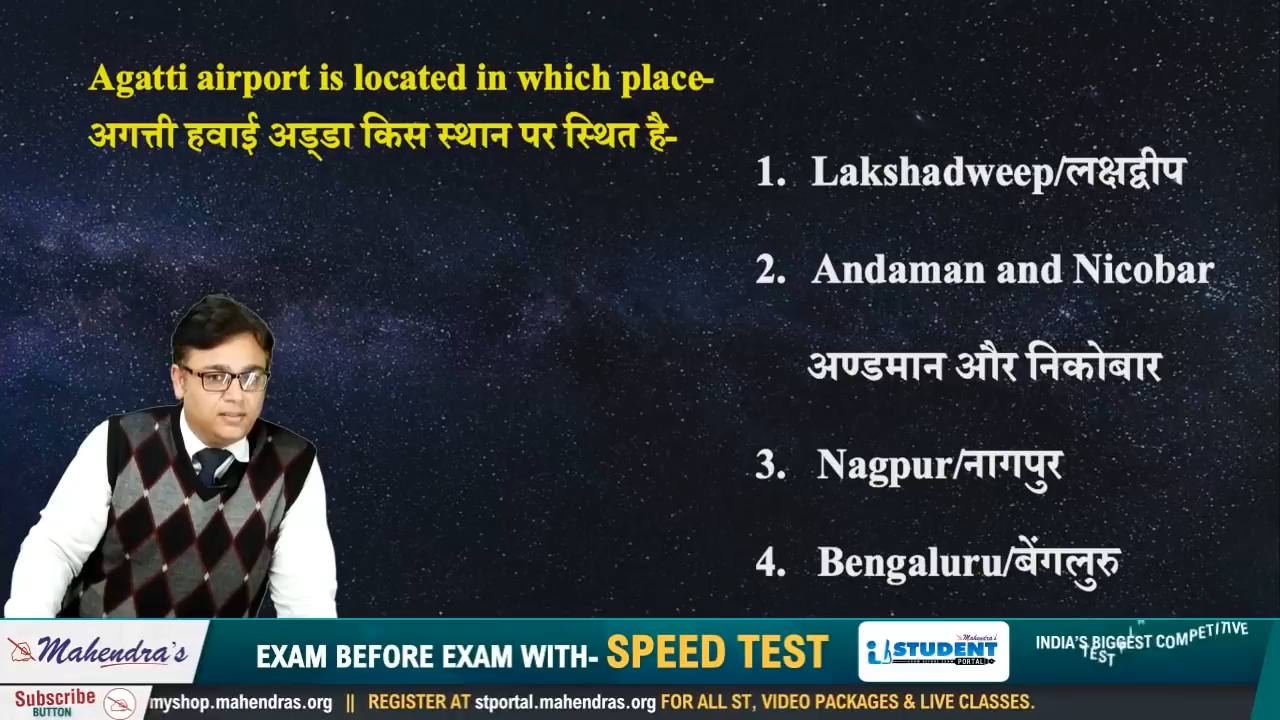 Agatti airport is located in which place-
अगत्ती हवाई अड्डा किस स्थान पर स्थित है-
1. Lakshadweep/लक्षद्वीप
2. Andaman and Nicobar
अण्डमान और निकोबार
3. Nagpur/नागपुर
4. Bengaluru/बेंगलुरु
Mahendra's
EXAM BEFORE EXAM WITH- SPEED TEST
Mahendra's
STUDENT
PORTAL
INDIA'S BIGGEST COMPETITIVE
TEST
Subscribe
BUTTON
myshop.mahendras.org || REGISTER AT stportal.mahendras.org FOR ALL ST, VIDEO PACKAGES & LIVE CLASSES.